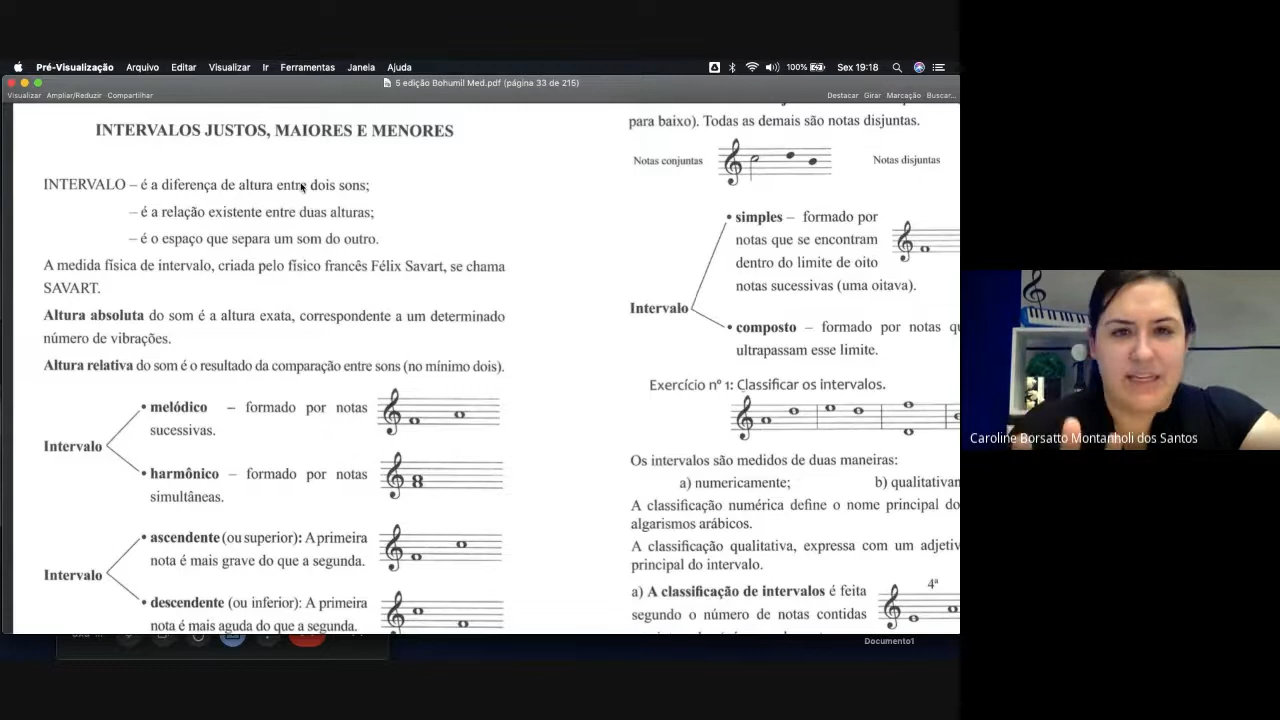 Pré-Visualização Arquivo Editar Visualizar Ir Ferramentas Janela Ajuda
100% Sex 19:18
5 edição Bohumil Med.pdf (página 33 de 215)
Visualizar Ampliar/Reduzir Compartilhar
Destacar Girar Marcação Buscar...
INTERVALOS JUSTOS, MAIORES E MENORES
INTERVALO – é a diferença de altura entre dois sons;
– é a relação existente entre duas alturas;
– é o espaço que separa um som do outro.
A medida física de intervalo, criada pelo físico francês Félix Savart, se chama
SAVART.
Altura absoluta do som é a altura exata, correspondente a um determinado
número de vibrações.
Altura relativa do som é o resultado da comparação entre sons (no mínimo dois).
• melódico – formado por notas
sucessivas.
Intervalo
• harmônico – formado por notas
simultâneas.
• ascendente (ou superior): A primeira
nota é mais grave do que a segunda.
Intervalo
• descendente (ou inferior): A primeira
nota é mais aguda do que a segunda.
para baixo). Todas as demais são notas disjuntas.
Notas conjuntas
Notas disjuntas
• simples – formado por
notas que se encontram
dentro do limite de oito
notas sucessivas (uma oitava).
Intervalo
• composto – formado por notas qu
ultrapassam esse limite.
Exercício nº 1: Classificar os intervalos.
Os intervalos são medidos de duas maneiras:
a) numericamente; b) qualitativan
A classificação numérica define o nome principal do
algarismos arábicos.
A classificação qualitativa, expressa com um adjetiv
principal do intervalo.
a) A classificação de intervalos é feita
segundo o número de notas contidas
4ª
Documento1
Caroline Borsatto Montanholi dos Santos